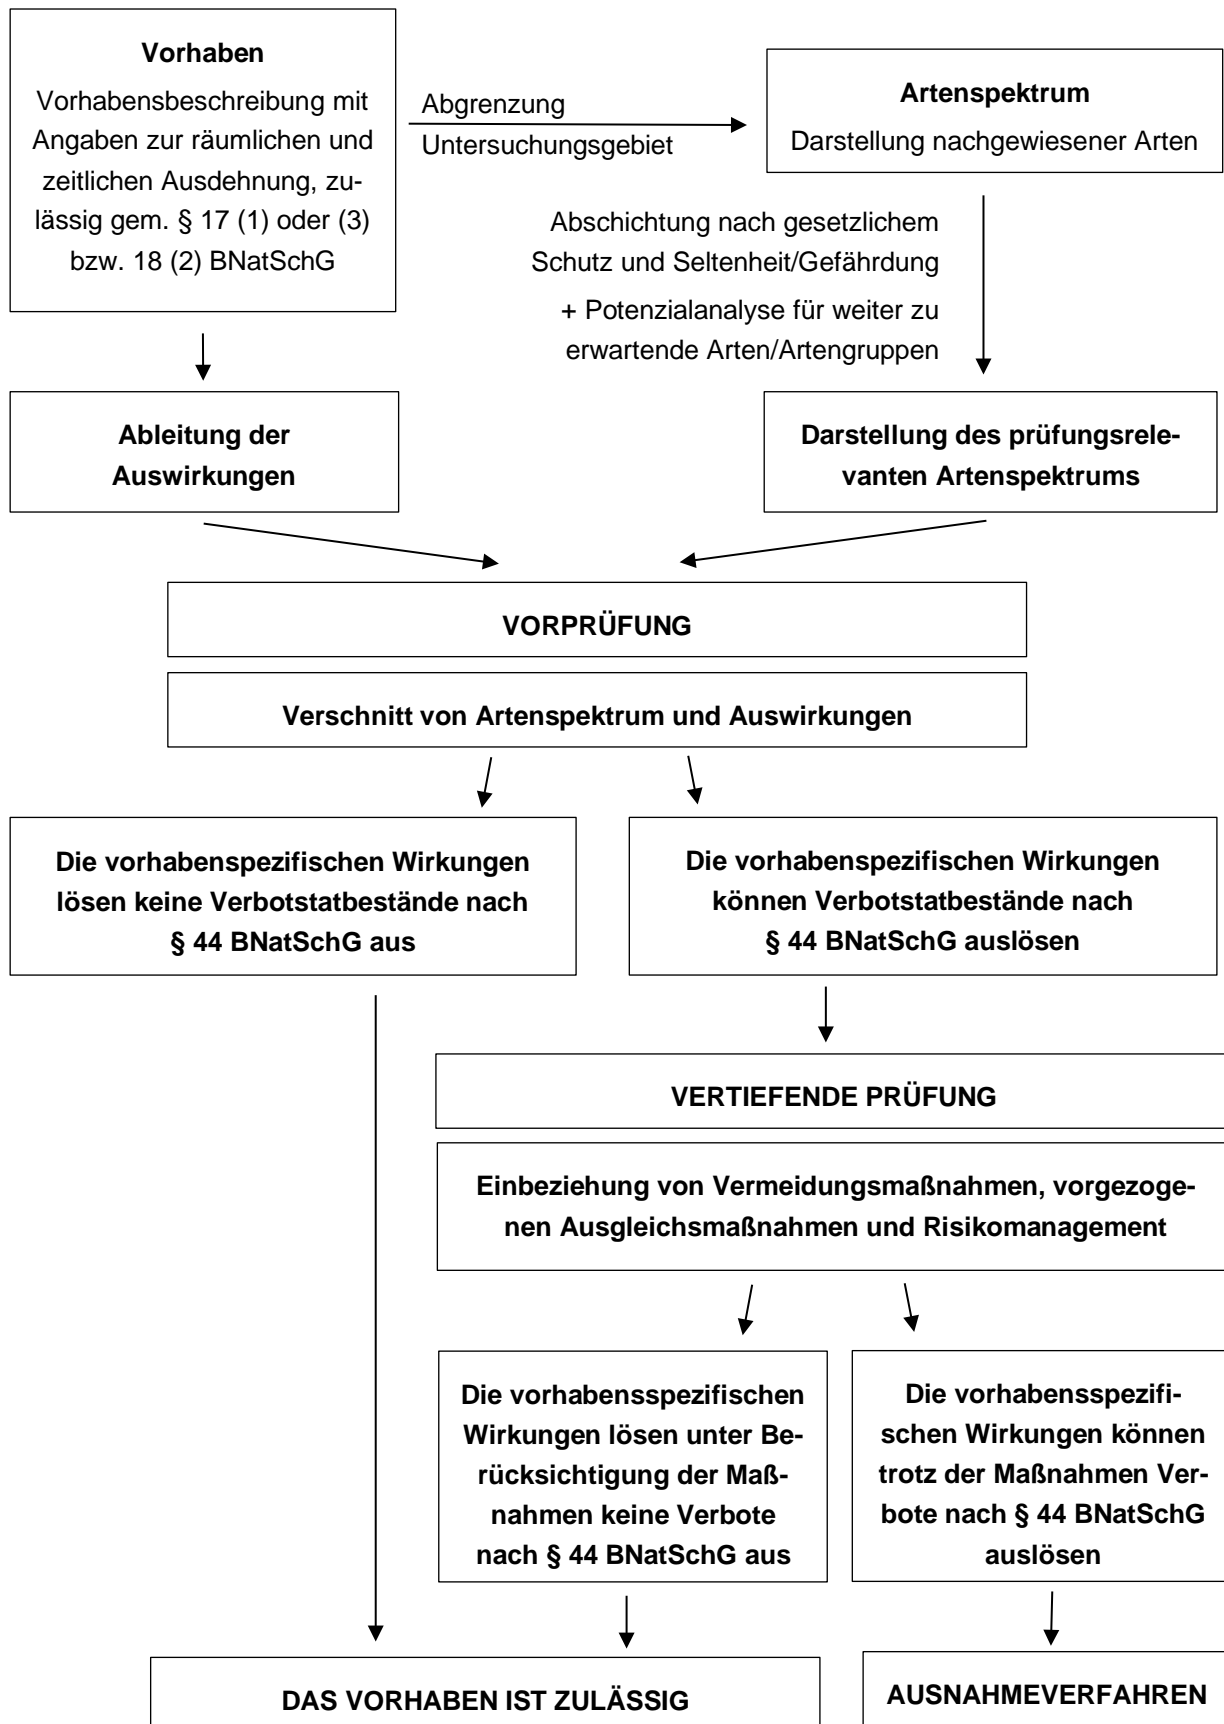 Vorhaben
Vorhabensbeschreibung mit
Angaben zur räumlichen und
zeitlichen Ausdehnung, zu-
lässig gem. § 17 (1) oder (3)
bzw. 18 (2) BNatSchG
Abgrenzung
Untersuchungsgebiet
Artenspektrum
Darstellung nachgewiesener Arten
Abschichtung nach gesetzlichem
Schutz und Seltenheit/Gefährdung
+ Potenzialanalyse für weiter zu
erwartende Arten/Artengruppen
Ableitung der
Auswirkungen
Darstellung des prüfungsrele-
vanten Artenspektrums
VORPRÜFUNG
Verschnitt von Artenspektrum und Auswirkungen
Die vorhabenspezifischen Wirkungen
lösen keine Verbotstatbestände nach
§ 44 BNatSchG aus
Die vorhabenspezifischen Wirkungen
können Verbotstatbestände nach
§ 44 BNatSchG auslösen
VERTIEFENDE PRÜFUNG
Einbeziehung von Vermeidungsmaßnahmen, vorgezoge-
nen Ausgleichsmaßnahmen und Risikomanagement
Die vorhabensspezifischen
Wirkungen lösen unter Be-
rücksichtigung der Maß-
nahmen keine Verbote
nach § 44 BNatSchG aus
Die vorhabensspezifi-
schen Wirkungen können
trotz der Maßnahmen Ver-
bote nach § 44 BNatSchG
auslösen
DAS VORHABEN IST ZULÄSSIG
AUSNAHMEVERFAHREN